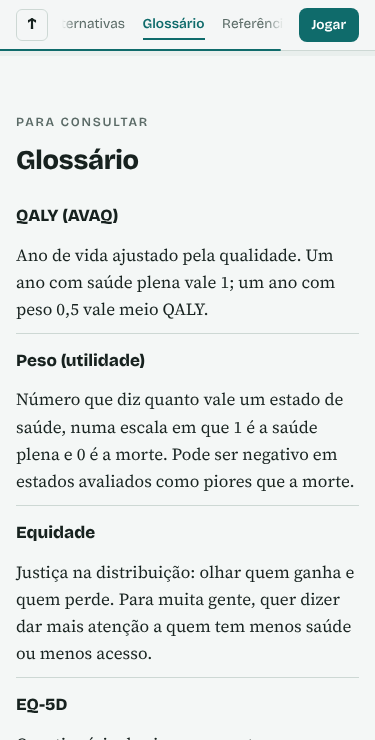 ↑ ternativas Glossário Referênci Jogar
PARA CONSULTAR
Glossário
QALY (AVAQ)
Ano de vida ajustado pela qualidade. Um
ano com saúde plena vale 1; um ano com
peso 0,5 vale meio QALY.
Peso (utilidade)
Número que diz quanto vale um estado de
saúde, numa escala em que 1 é a saúde
plena e 0 é a morte. Pode ser negativo em
estados avaliados como piores que a morte.
Equidade
Justiça na distribuição: olhar quem ganha e
quem perde. Para muita gente, quer dizer
dar mais atenção a quem tem menos saúde
ou menos acesso.
EQ-5D